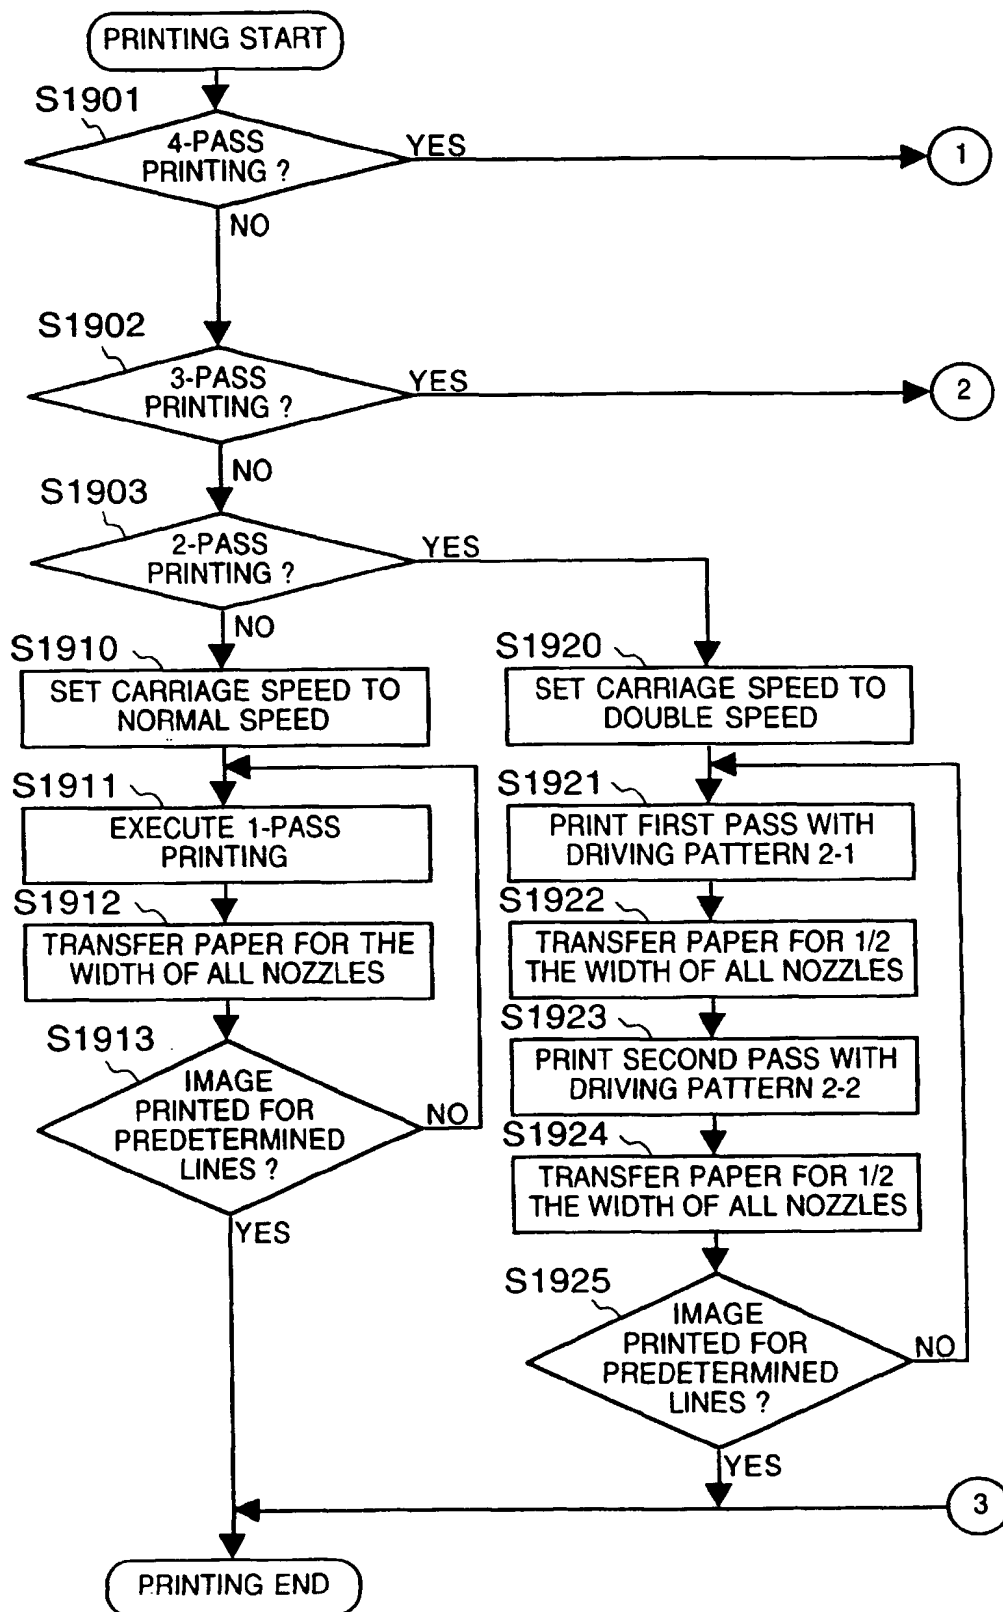 PRINTING START
S1901
4-PASS
PRINTING ?
YES
1
NO
S1902
3-PASS
PRINTING ?
YES
2
NO
S1903
2-PASS
PRINTING ?
YES
NO
S1910
SET CARRIAGE SPEED TO
NORMAL SPEED
S1911
EXECUTE 1-PASS
PRINTING
S1912
TRANSFER PAPER FOR THE
WIDTH OF ALL NOZZLES
S1913
IMAGE
PRINTED FOR
PREDETERMINED
LINES ?
NO
YES
S1920
SET CARRIAGE SPEED TO
DOUBLE SPEED
S1921
PRINT FIRST PASS WITH
DRIVING PATTERN 2-1
S1922
TRANSFER PAPER FOR 1/2
THE WIDTH OF ALL NOZZLES
S1923
PRINT SECOND PASS WITH
DRIVING PATTERN 2-2
S1924
TRANSFER PAPER FOR 1/2
THE WIDTH OF ALL NOZZLES
S1925
IMAGE
PRINTED FOR
PREDETERMINED
LINES ?
NO
YES
3
PRINTING END